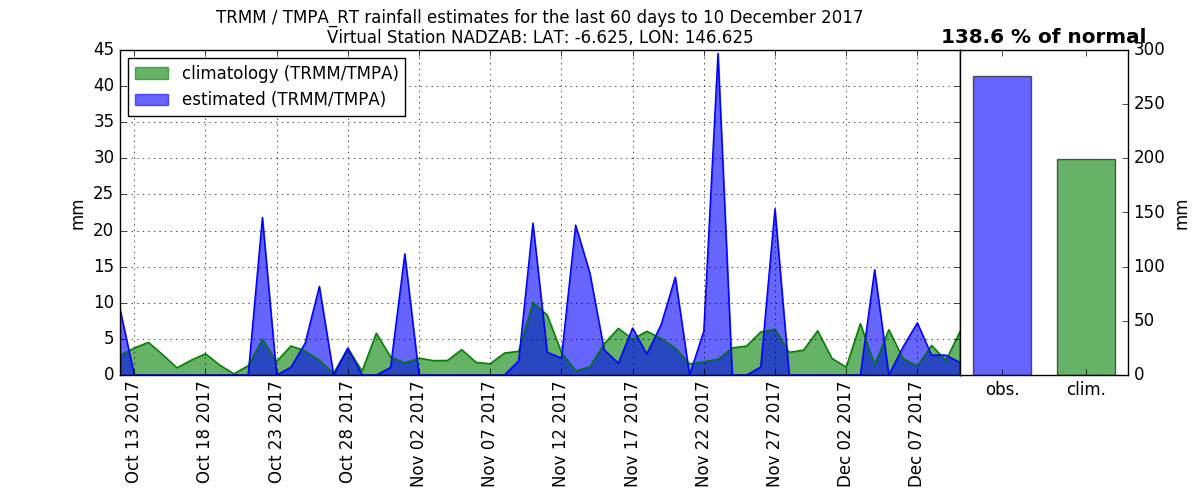 TRMM / TMPA_RT rainfall estimates for the last 60 days to 10 December 2017
Virtual Station NADZAB: LAT: -6.625, LON: 146.625
138.6 % of normal
climatology (TRMM/TMPA)
estimated (TRMM/TMPA)
45
40
35
30
25
20
15
10
5
0
mm
Oct 13 2017
Oct 18 2017
Oct 23 2017
Oct 28 2017
Nov 02 2017
Nov 07 2017
Nov 12 2017
Nov 17 2017
Nov 22 2017
Nov 27 2017
Dec 02 2017
Dec 07 2017
obs.
clim.
300
250
200
150
100
50
0
mm